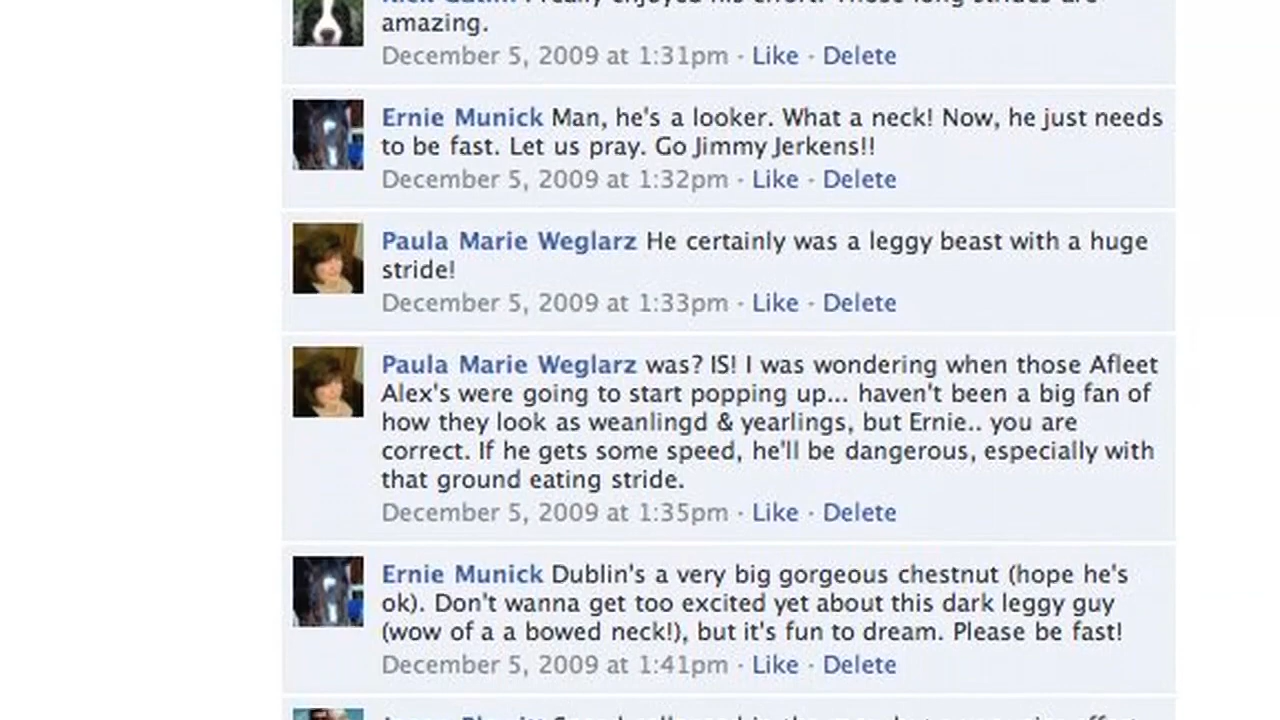 amazing.
December 5, 2009 at 1:31pm · Like · Delete
Ernie Munick Man, he's a looker. What a neck! Now, he just needs
to be fast. Let us pray. Go Jimmy Jerkens!!
December 5, 2009 at 1:32pm · Like · Delete
Paula Marie Weglarz He certainly was a leggy beast with a huge
stride!
December 5, 2009 at 1:33pm · Like · Delete
Paula Marie Weglarz was? IS! I was wondering when those Afleet
Alex's were going to start popping up... haven't been a big fan of
how they look as weanlingd & yearlings, but Ernie.. you are
correct. If he gets some speed, he'll be dangerous, especially with
that ground eating stride.
December 5, 2009 at 1:35pm · Like · Delete
Ernie Munick Dublin's a very big gorgeous chestnut (hope he's
ok). Don't wanna get too excited yet about this dark leggy guy
(wow of a a bowed neck!), but it's fun to dream. Please be fast!
December 5, 2009 at 1:41pm · Like · Delete